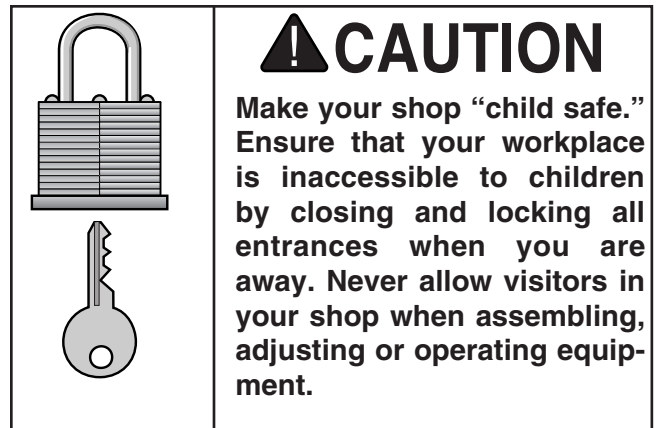 CAUTION
Make your shop “child safe.”
Ensure that your workplace
is inaccessible to children
by closing and locking all
entrances when you are
away. Never allow visitors in
your shop when assembling,
adjusting or operating equip-
ment.